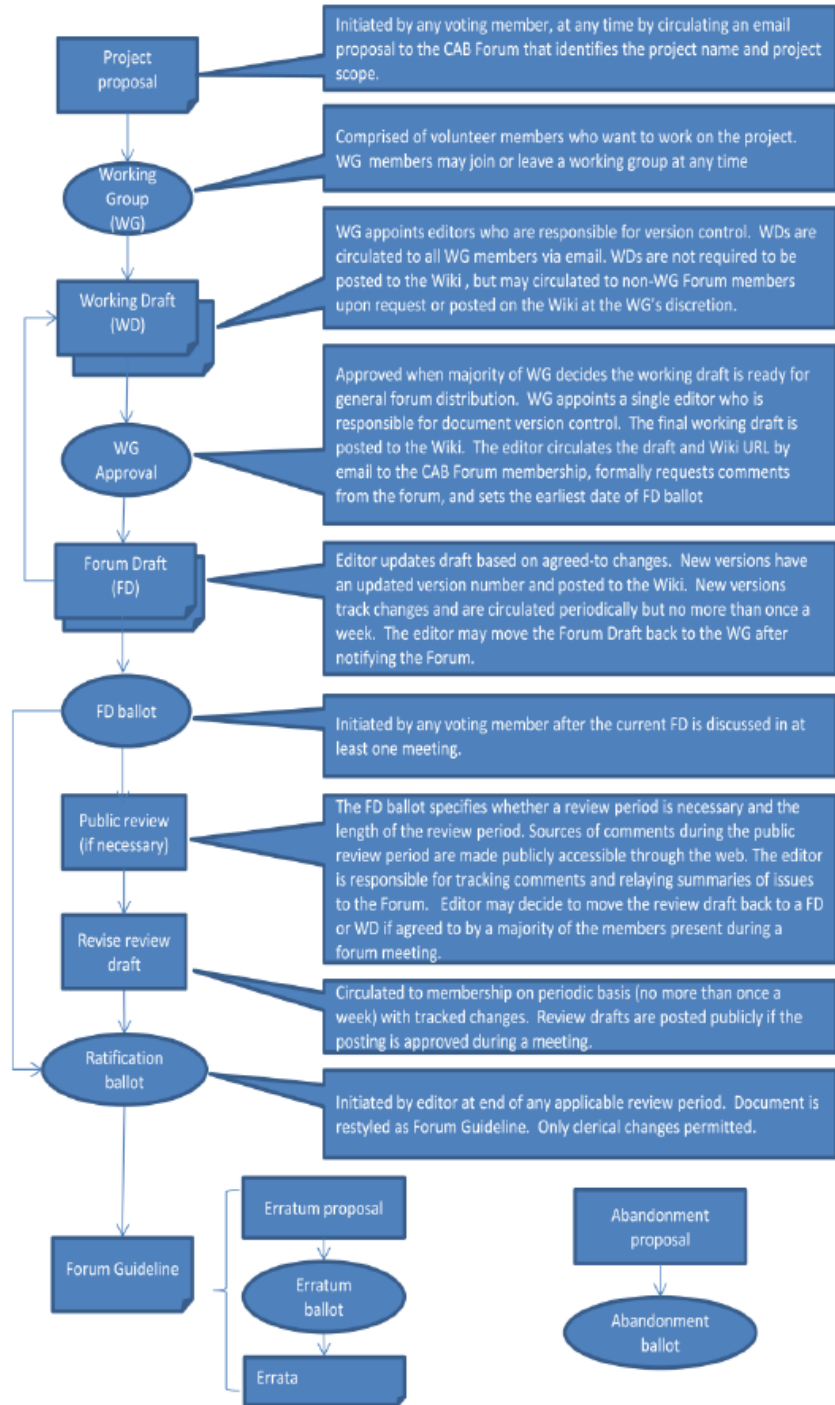 Project
proposal
Initiated by any voting member, at any time by circulating an email
proposal to the CAB Forum that identifies the project name and project
scope.
Working
Group
(WG)
Comprised of volunteer members who want to work on the project.
WG members may join or leave a working group at any time
Working Draft
(WD)
WG appoints editors who are responsible for version control. WDs are
circulated to all WG members via email. WDs are not required to be
posted to the Wiki , but may circulated to non-WG Forum members
upon request or posted on the Wiki at the WG's discretion.
WG
Approval
Approved when majority of WG decides the working draft is ready for
general forum distribution. WG appoints a single editor who is
responsible for document version control. The final working draft is
posted to the Wiki. The editor circulates the draft and Wiki URL by
email to the CAB Forum membership, formally requests comments
from the forum, and sets the earliest date of FD ballot
Forum Draft
(FD)
Editor updates draft based on agreed-to changes. New versions have
an updated version number and posted to the Wiki. New versions
track changes and are circulated periodically but no more than once a
week. The editor may move the Forum Draft back to the WG after
notifying the Forum.
FD ballot
Initiated by any voting member after the current FD is discussed in at
least one meeting.
Public review
(if necessary)
The FD ballot specifies whether a review period is necessary and the
length of the review period. Sources of comments during the public
review period are made publicly accessible through the web. The editor
is responsible for tracking comments and relaying summaries of issues
to the Forum. Editor may decide to move the review draft back to a FD
or WD if agreed to by a majority of the members present during a
forum meeting.
Revise review
draft
Circulated to membership on periodic basis (no more than once a
week) with tracked changes. Review drafts are posted publicly if the
posting is approved during a meeting.
Ratification
ballot
Initiated by editor at end of any applicable review period. Document is
restyled as Forum Guideline. Only clerical changes permitted.
Forum Guideline
Erratum proposal
Erratum
ballot
Errata
Abandonment
proposal
Abandonment
ballot